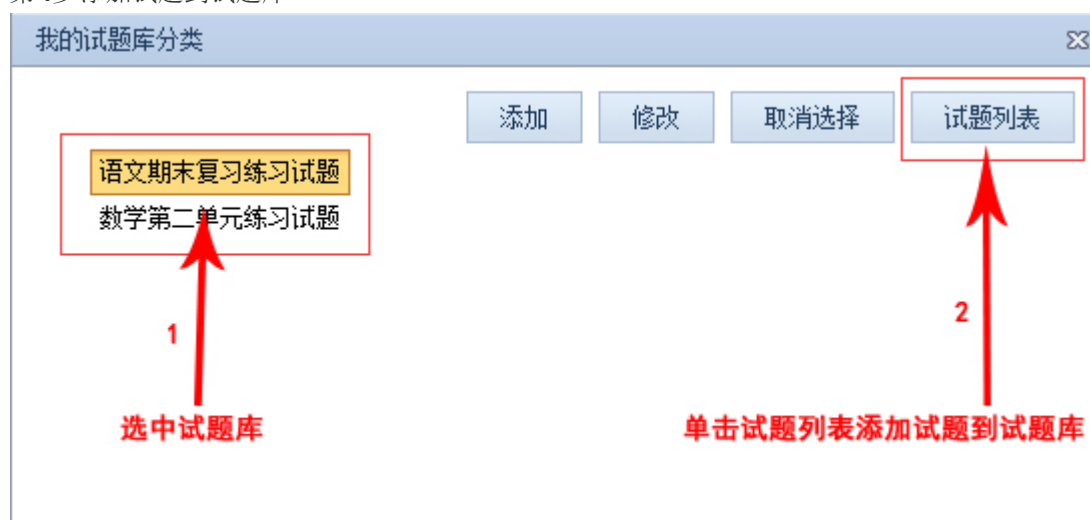 我的试题库分类
添加 修改 取消选择 试题列表
语文期末复习练习试题
数学第二单元练习试题
1
2
选中试题库
单击试题列表添加试题到试题库